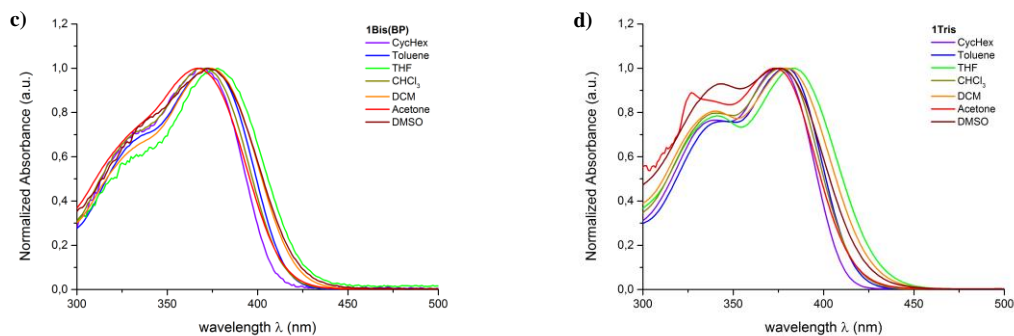 c)
1Bis(BP)
CycHex
Toluene
THF
CHCl₃
DCM
Acetone
DMSO
1,2
1,0
0,8
0,6
0,4
0,2
0,0
Normalized Absorbance (a.u.)
300 350 400 450 500
wavelength λ (nm)
d)
1Tris
CycHex
Toluene
THF
CHCl₃
DCM
Acetone
DMSO
1,2
1,0
0,8
0,6
0,4
0,2
0,0
Normalized Absorbance (a.u.)
300 350 400 450 500
wavelength λ (nm)